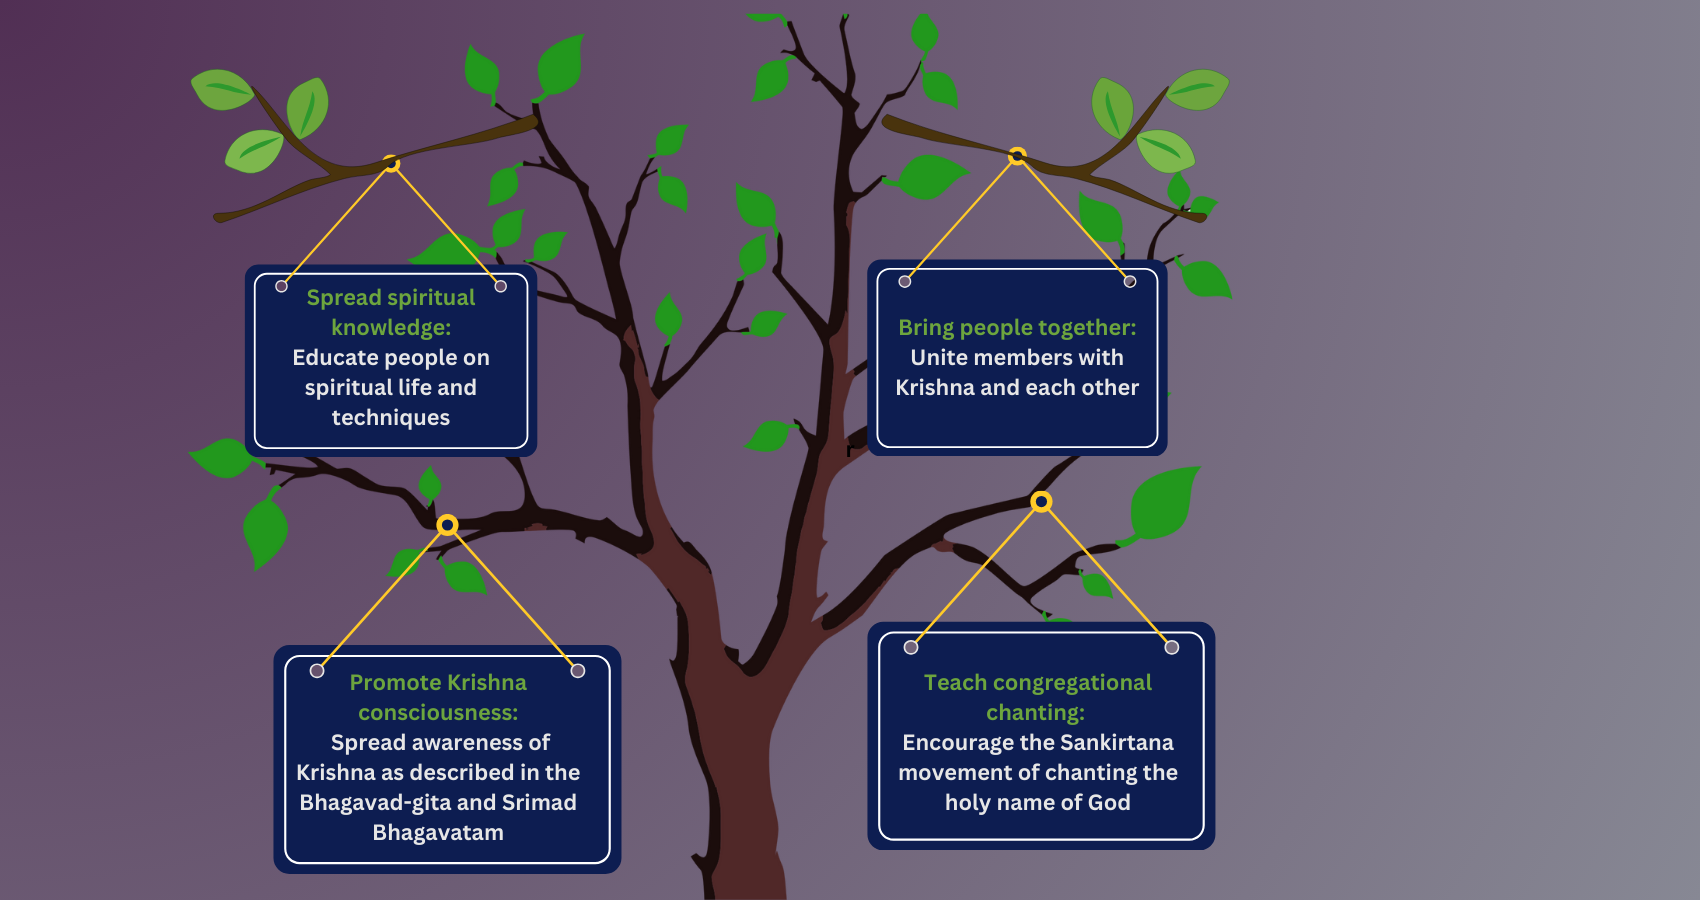 Spread spiritual
knowledge:
Educate people on
spiritual life and
techniques
Bring people together:
Unite members with
Krishna and each other
Promote Krishna
consciousness:
Spread awareness of
Krishna as described in the
Bhagavad-gita and Srimad
Bhagavatam
Teach congregational
chanting:
Encourage the Sankirtana
movement of chanting the
holy name of God